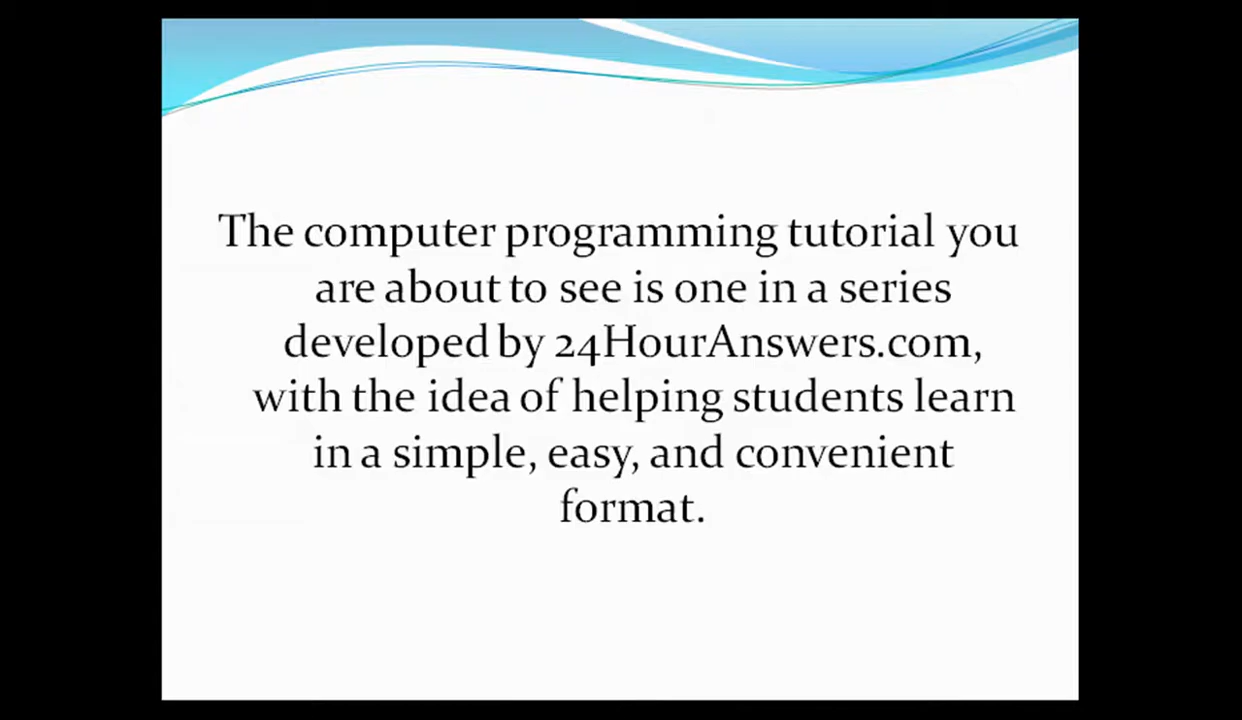 The computer programming tutorial you
are about to see is one in a series
developed by 24HourAnswers.com,
with the idea of helping students learn
in a simple, easy, and convenient
format.